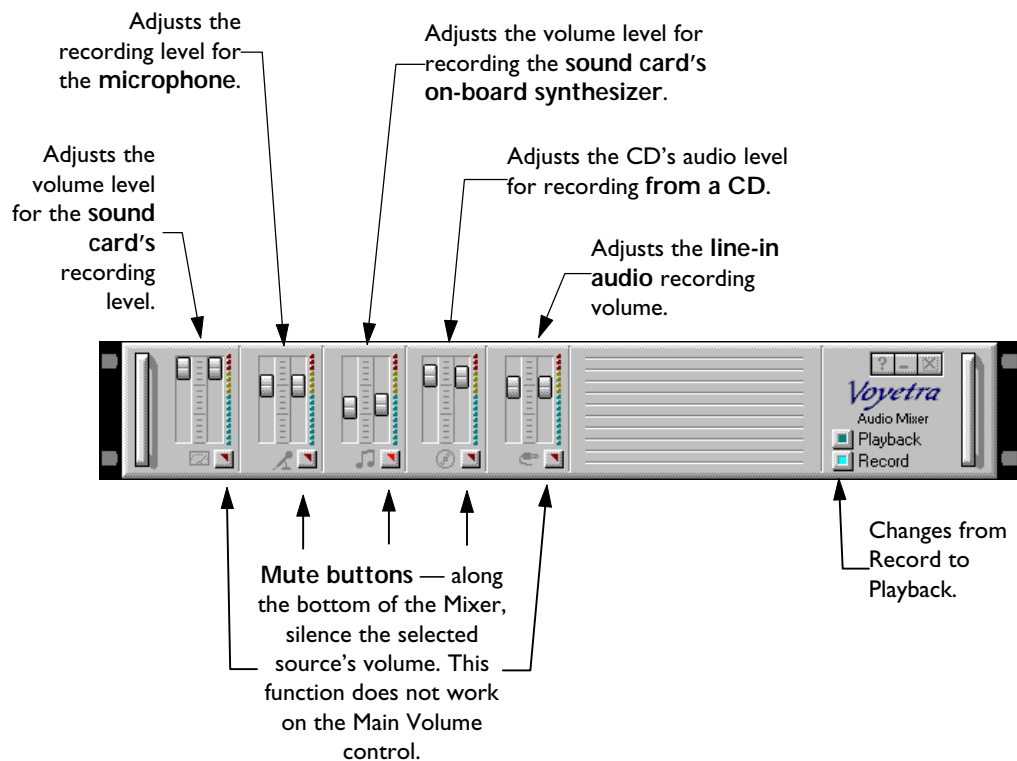 Adjusts the
recording level for
the microphone.
Adjusts the volume level for
recording the sound card's
on-board synthesizer.
Adjusts the
volume level
for the sound
card's
recording
level.
Adjusts the CD's audio level
for recording from a CD.
Adjusts the line-in
audio recording
volume.
?
Voyetra
Audio Mixer
Playback
Record
Changes from
Record to
Playback.
Mute buttons — along
the bottom of the Mixer,
silence the selected
source's volume. This
function does not work
on the Main Volume
control.